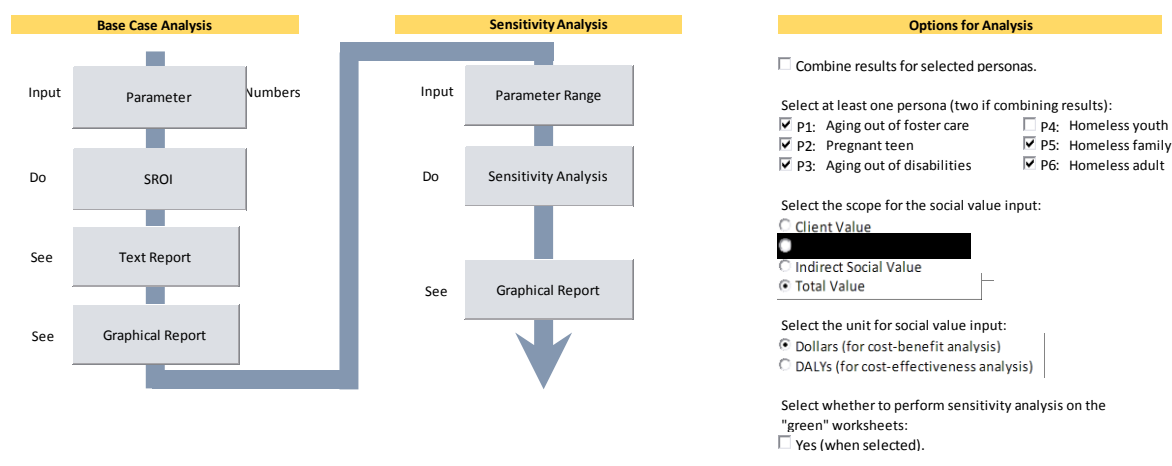 Base Case Analysis
Input
Parameter
Numbers
Do
SROI
See
Text Report
See
Graphical Report
Sensitivity Analysis
Input
Parameter Range
Do
Sensitivity Analysis
See
Graphical Report
Options for Analysis
Combine results for selected personas.
Select at least one persona (two if combining results):
P1: Aging out of foster care
P4: Homeless youth
P2: Pregnant teen
P5: Homeless family
P3: Aging out of disabilities
P6: Homeless adult
Select the scope for the social value input:
Client Value
Indirect Social Value
Total Value
Select the unit for social value input:
Dollars (for cost-benefit analysis)
DALYs (for cost-effectiveness analysis)
Select whether to perform sensitivity analysis on the
"green" worksheets:
Yes (when selected).